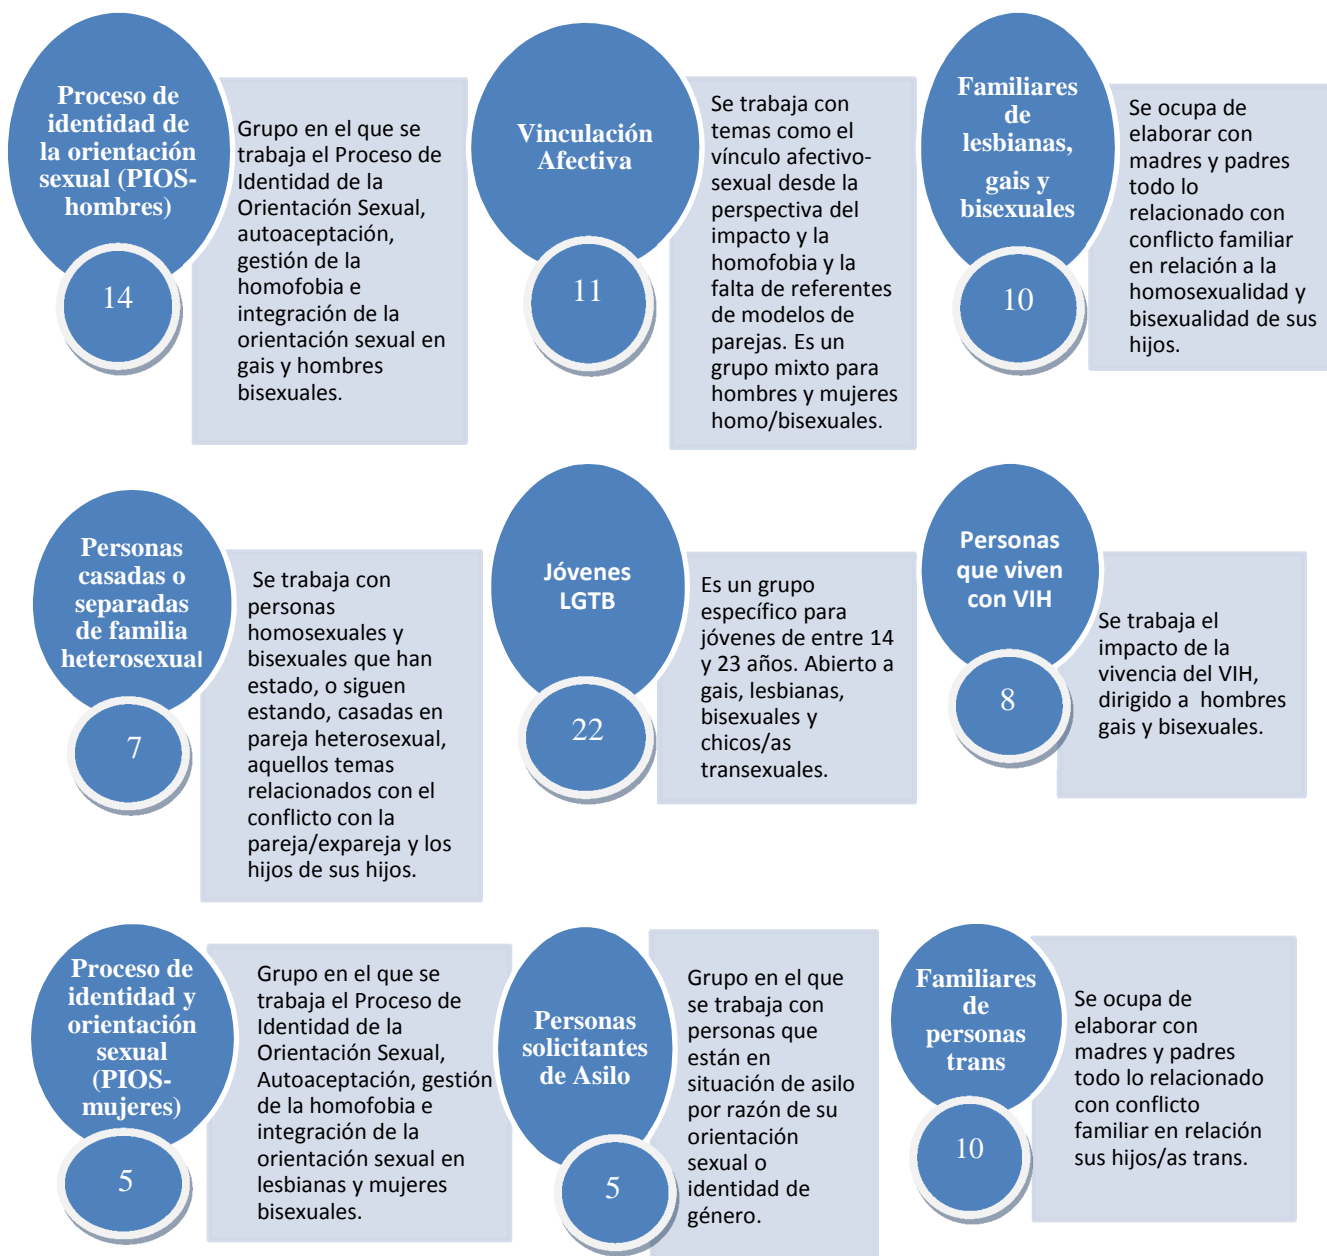 Proceso de
identidad de
la orientación
sexual (PIOS-
hombres)
14
Grupo en el que se
trabaja el Proceso de
Identidad de la
Orientación Sexual,
autoaceptación,
gestión de la
homofobia e
integración de la
orientación sexual en
gais y hombres
bisexuales.
Vinculación
Afectiva
11
Se trabaja con
temas como el
vínculo afectivo-
sexual desde la
perspectiva del
impacto y la
homofobia y la
falta de referentes
de modelos de
parejas. Es un
grupo mixto para
hombres y mujeres
homo/bisexuales.
Familiares
de
lesbianas,
gais y
bisexuales
10
Se ocupa de
elaborar con
madres y padres
todo lo
relacionado con
conflicto familiar
en relación a la
homosexualidad y
bisexualidad de sus
hijos.
Personas
casadas o
separadas
de familia
heterosexual
7
Se trabaja con
personas
homosexuales y
bisexuales que han
estado, o siguen
estando, casadas en
pareja heterosexual,
aquellos temas
relacionados con el
conflicto con la
pareja/expareja y los
hijos de sus hijos.
Jóvenes
LGTB
22
Es un grupo
específico para
jóvenes de entre 14
y 23 años. Abierto a
gais, lesbianas,
bisexuales y
chicos/as
transexuales.
Personas
que viven
con VIH
8
Se trabaja el
impacto de la
vivencia del VIH,
dirigido a hombres
gais y bisexuales.
Proceso de
identidad y
orientación
sexual
(PIOS-
mujeres)
5
Grupo en el que se
trabaja el Proceso de
Identidad de la
Orientación Sexual,
Autoaceptación, gestión
de la homofobia e
integración de la
orientación sexual en
lesbianas y mujeres
bisexuales.
Personas
solicitantes
de Asilo
5
Grupo en el que
se trabaja con
personas que
están en
situación de asilo
por razón de su
orientación
sexual o
identidad de
género.
Familiares
de
personas
trans
10
Se ocupa de
elaborar con
madres y padres
todo lo relacionado
con conflicto
familiar en relación
sus hijos/as trans.